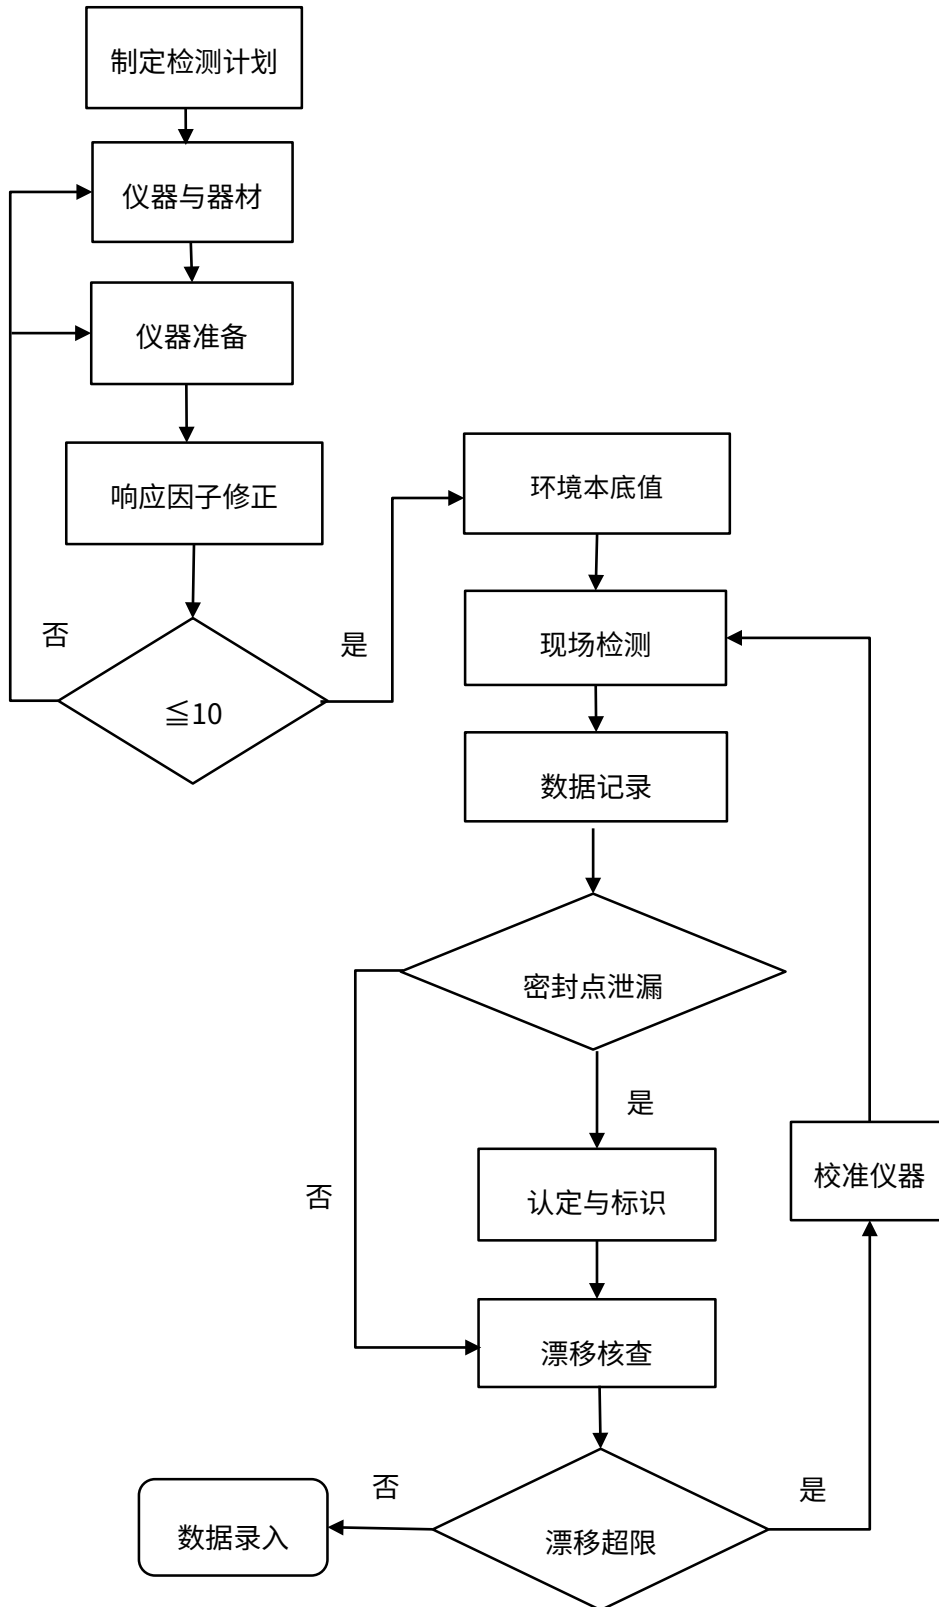 制定检测计划
仪器与器材
仪器准备
响应因子修正
否
≦10
是
环境本底值
现场检测
数据记录
密封点泄漏
是
否
认定与标识
校准仪器
漂移核查
否
漂移超限
是
数据录入